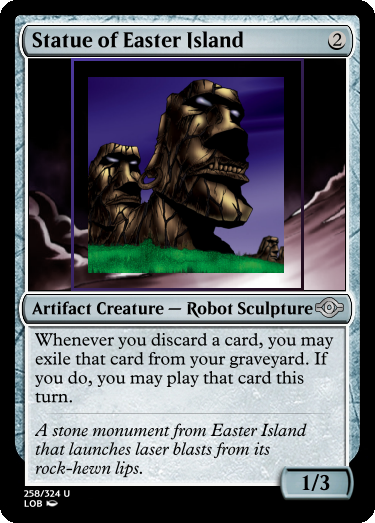 Statue of Easter Island 2
Artifact Creature — Robot Sculpture
Whenever you discard a card, you may
exile that card from your graveyard. If
you do, you may play that card this
turn.
A stone monument from Easter Island
that launches laser blasts from its
rock-hewn lips.
1/3
258/324 U
LOB